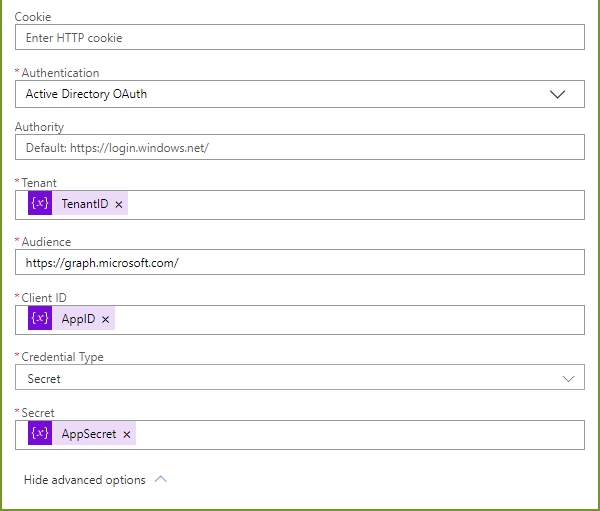 Cookie
Enter HTTP cookie
* Authentication
Active Directory OAuth
Authority
Default: https://login.windows.net/
* Tenant
{x} TenantID ×
* Audience
https://graph.microsoft.com/
* Client ID
{x} AppID ×
* Credential Type
Secret
* Secret
{x} AppSecret ×
Hide advanced options